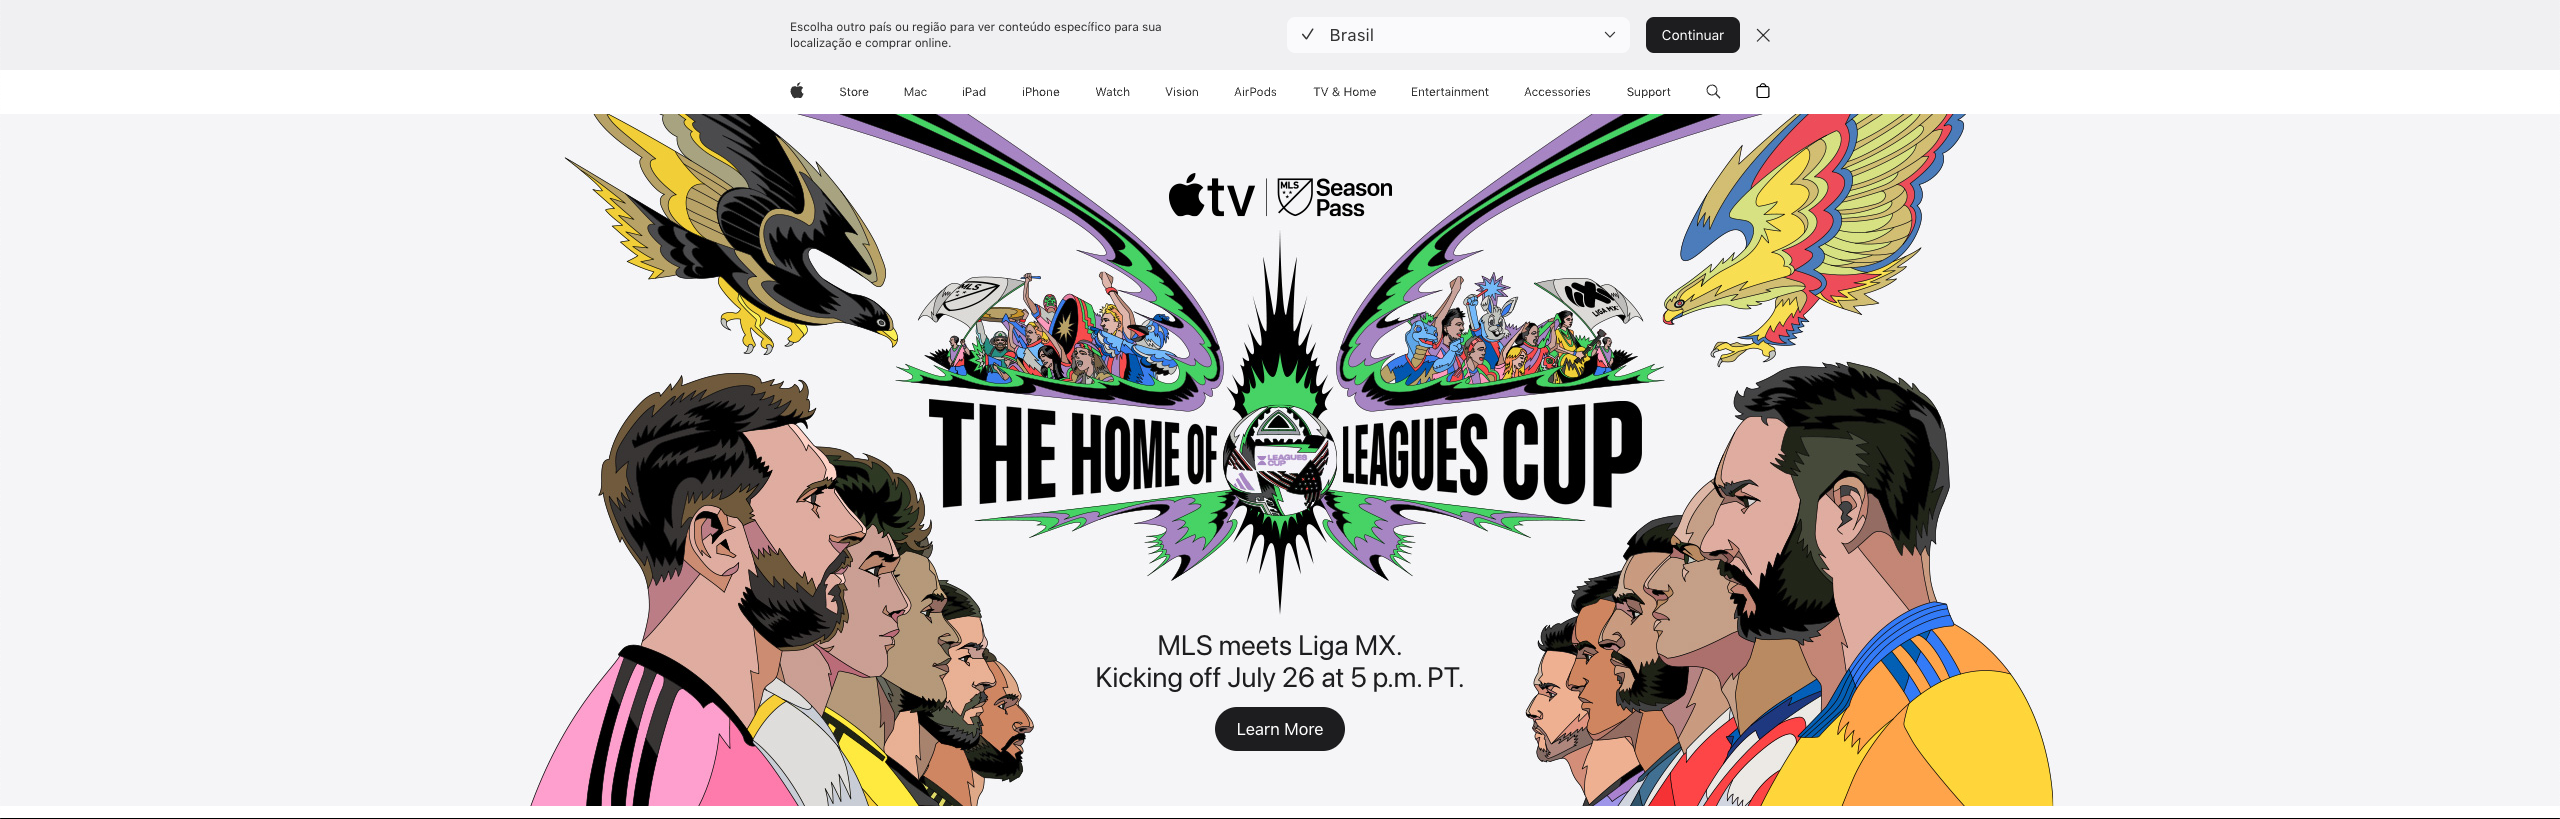 Escolha outro país ou região para ver conteúdo específico para sua
localização e comprar online.
Brasil
Continuar
Store Mac iPad iPhone Watch Vision AirPods TV & Home Entertainment Accessories Support
tv MLS Season
Pass
MLS
LIGA MX
THE HOME OF LEAGUES CUP
LEAGUES
CUP
MLS meets Liga MX.
Kicking off July 26 at 5 p.m. PT.
Learn More